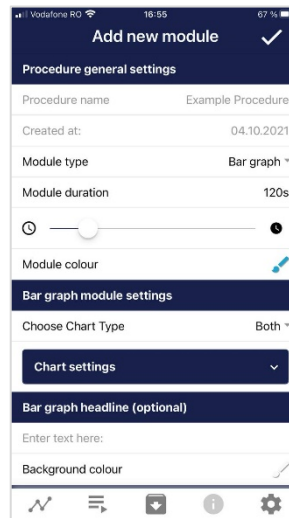 Vodafone RO 16:55 67 %
Add new module
Procedure general settings
Procedure name Example Procedure
Created at: 04.10.2021
Module type Bar graph
Module duration 120s
Module colour
Bar graph module settings
Choose Chart Type Both
Chart settings
Bar graph headline (optional)
Enter text here:
Background colour